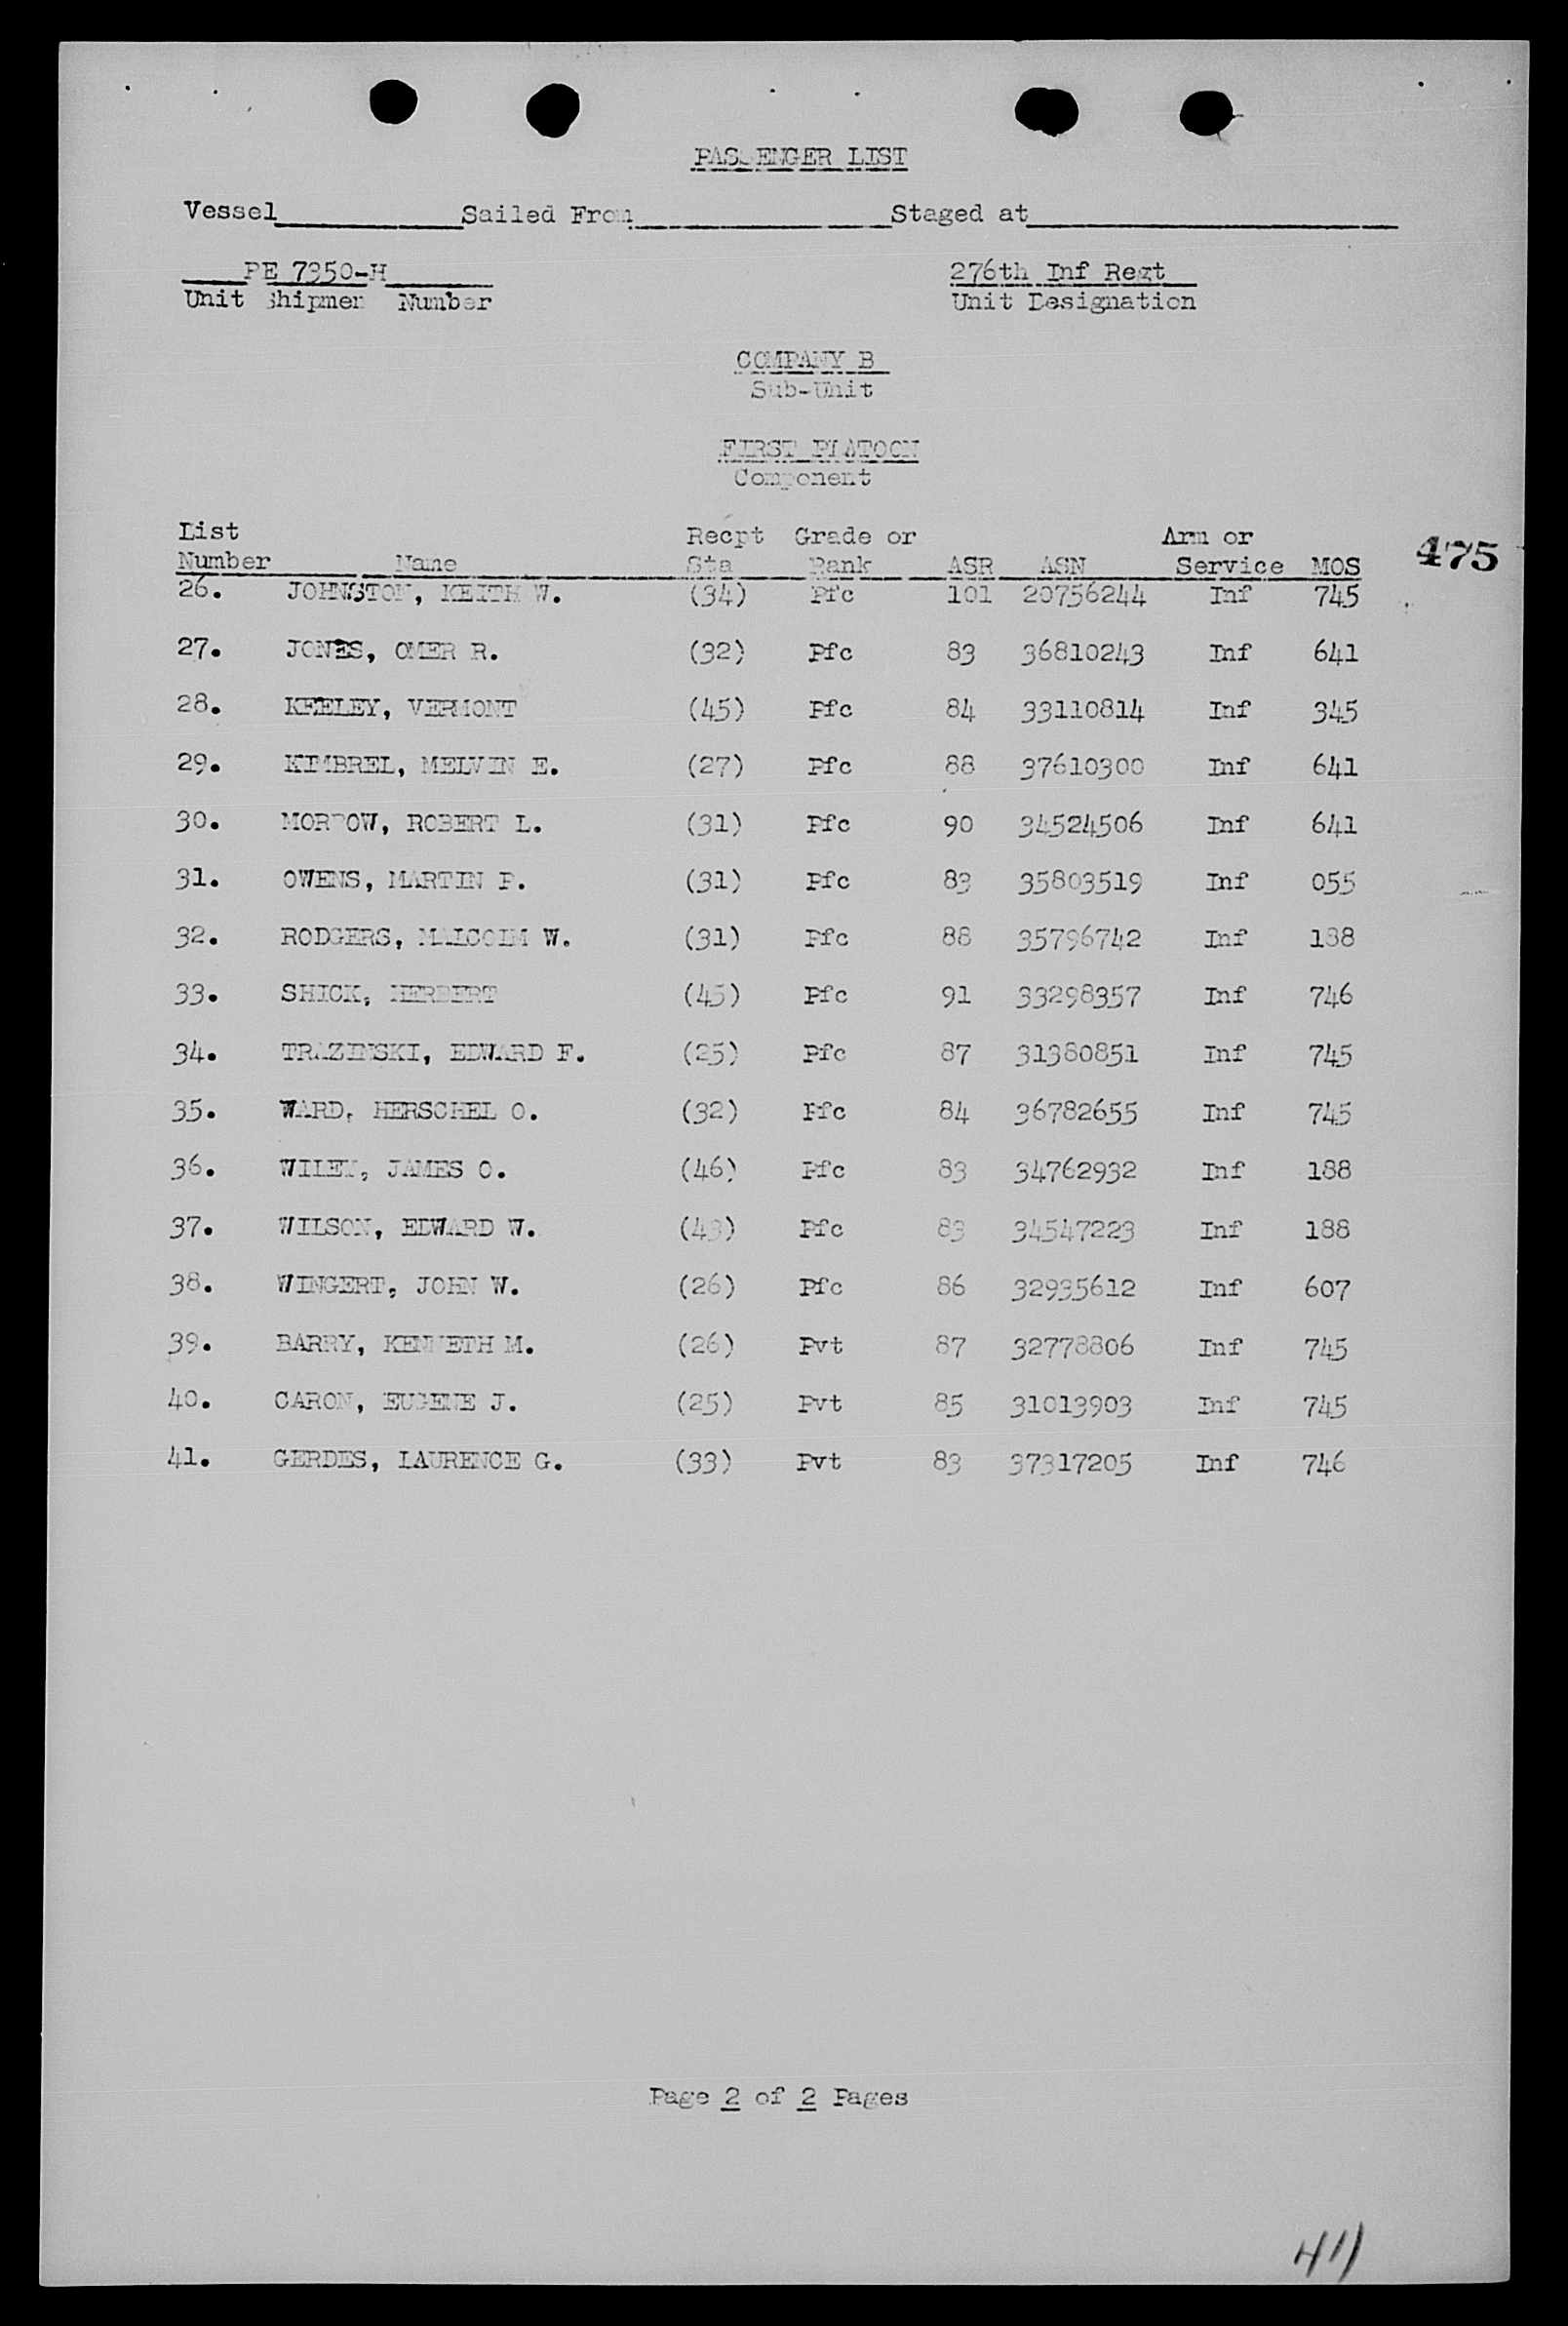 PASSENGER LIST
Vessel____________Sailed From________________Staged at________________________
PE 7350-H 276th Inf Regt
Unit Shipment Number Unit Designation
COMPANY B
Sub-Unit
FIRST PLATOON
Component
List Recpt Grade or Arm or
Number Name Sta Rank ASR ASN Service MOS 475
26. JOHNSTON, KEITH W. (34) Pfc 101 20756244 Inf 745
27. JONES, OMER R. (32) Pfc 83 36810243 Inf 641
28. KEELEY, VERMONT (45) Pfc 84 33110814 Inf 345
29. KIMBREL, MELVIN E. (27) Pfc 88 37610300 Inf 641
30. MORROW, ROBERT L. (31) Pfc 90 34524506 Inf 641
31. OWENS, MARTIN P. (31) Pfc 83 35803519 Inf 055
32. RODGERS, MALCOLM W. (31) Pfc 88 35796742 Inf 188
33. SHICK, HERBERT (45) Pfc 91 33298357 Inf 746
34. TRAZINSKI, EDWARD F. (25) Pfc 87 31380851 Inf 745
35. WARD, HERSCHEL O. (32) Pfc 84 36782655 Inf 745
36. WILEY, JAMES O. (46) Pfc 83 34762932 Inf 188
37. WILSON, EDWARD W. Pfc 83 34547223 Inf 188
38. WINGERT, JOHN W. (26) Pfc 86 32935612 Inf 607
39. BARRY, KENNETH M. (26) Pvt 87 32778806 Inf 745
40. CARON, EUGENE J. (25) Pvt 85 31013903 Inf 745
41. GERDES, LAURENCE G. (33) Pvt 83 37317205 Inf 746
Page 2 of 2 Pages